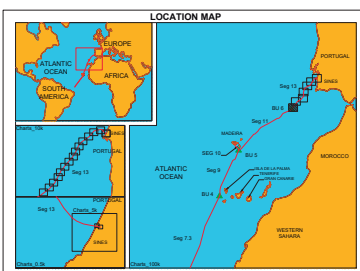 LOCATION MAP
EUROPE
ATLANTIC
OCEAN
AFRICA
SOUTH
AMERICA
Charts_10k
SINES
PORTUGAL
Seg 13
PORTUGAL
Seg 13
Charts_5k
SINES
Charts_0.5k
PORTUGAL
SINES
Seg 13
BU 6
Seg 11
MADEIRA
SEG 10
BU 5
MOROCCO
ATLANTIC
OCEAN
Seg 9
ISLA DE LA PALMA
TENERIFE
GRAN CANARIE
BU 4
WESTERN
SAHARA
Seg 7.3
Charts_100k